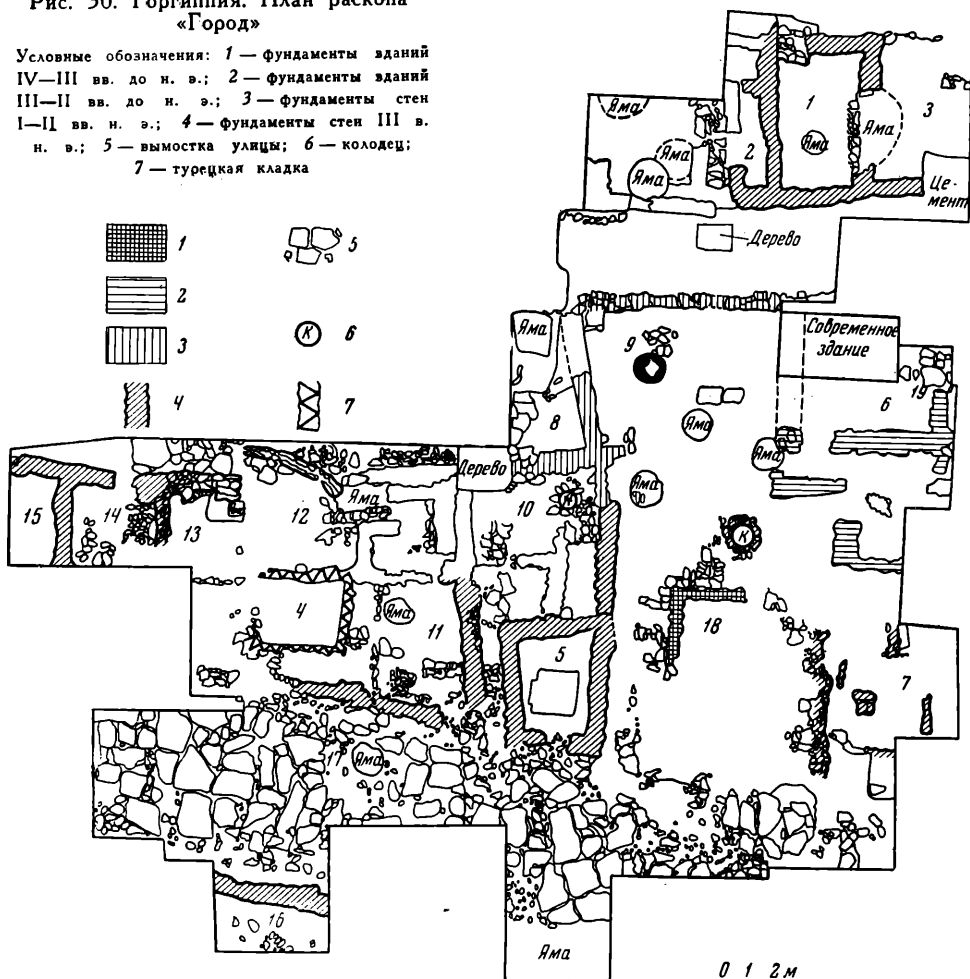 Рис. 50. Горгиппия. План раскопа
«Город»
Условные обозначения: 1 — фундаменты зданий
IV—III вв. до н. э.; 2 — фундаменты зданий
III—II вв. до н. э.; 3 — фундаменты стен
I—II вв. н. э.; 4 — фундаменты стен III в.
н. э.; 5 — вымостка улицы; 6 — колодец;
7 — турецкая кладка
1
2
3
4
5
К 6
7
Яма
Яма
Яма
2
1
Яма
Яма
3
Це-
мент
Дерево
Яма
9
Современное
здание
8
Яма
6
19
Яма
Яма
15
14
13
12
Яма
Дерево
10
К
К
4
Яма
11
5
18
7
17
Яма
16
Яма
0 1 2 м